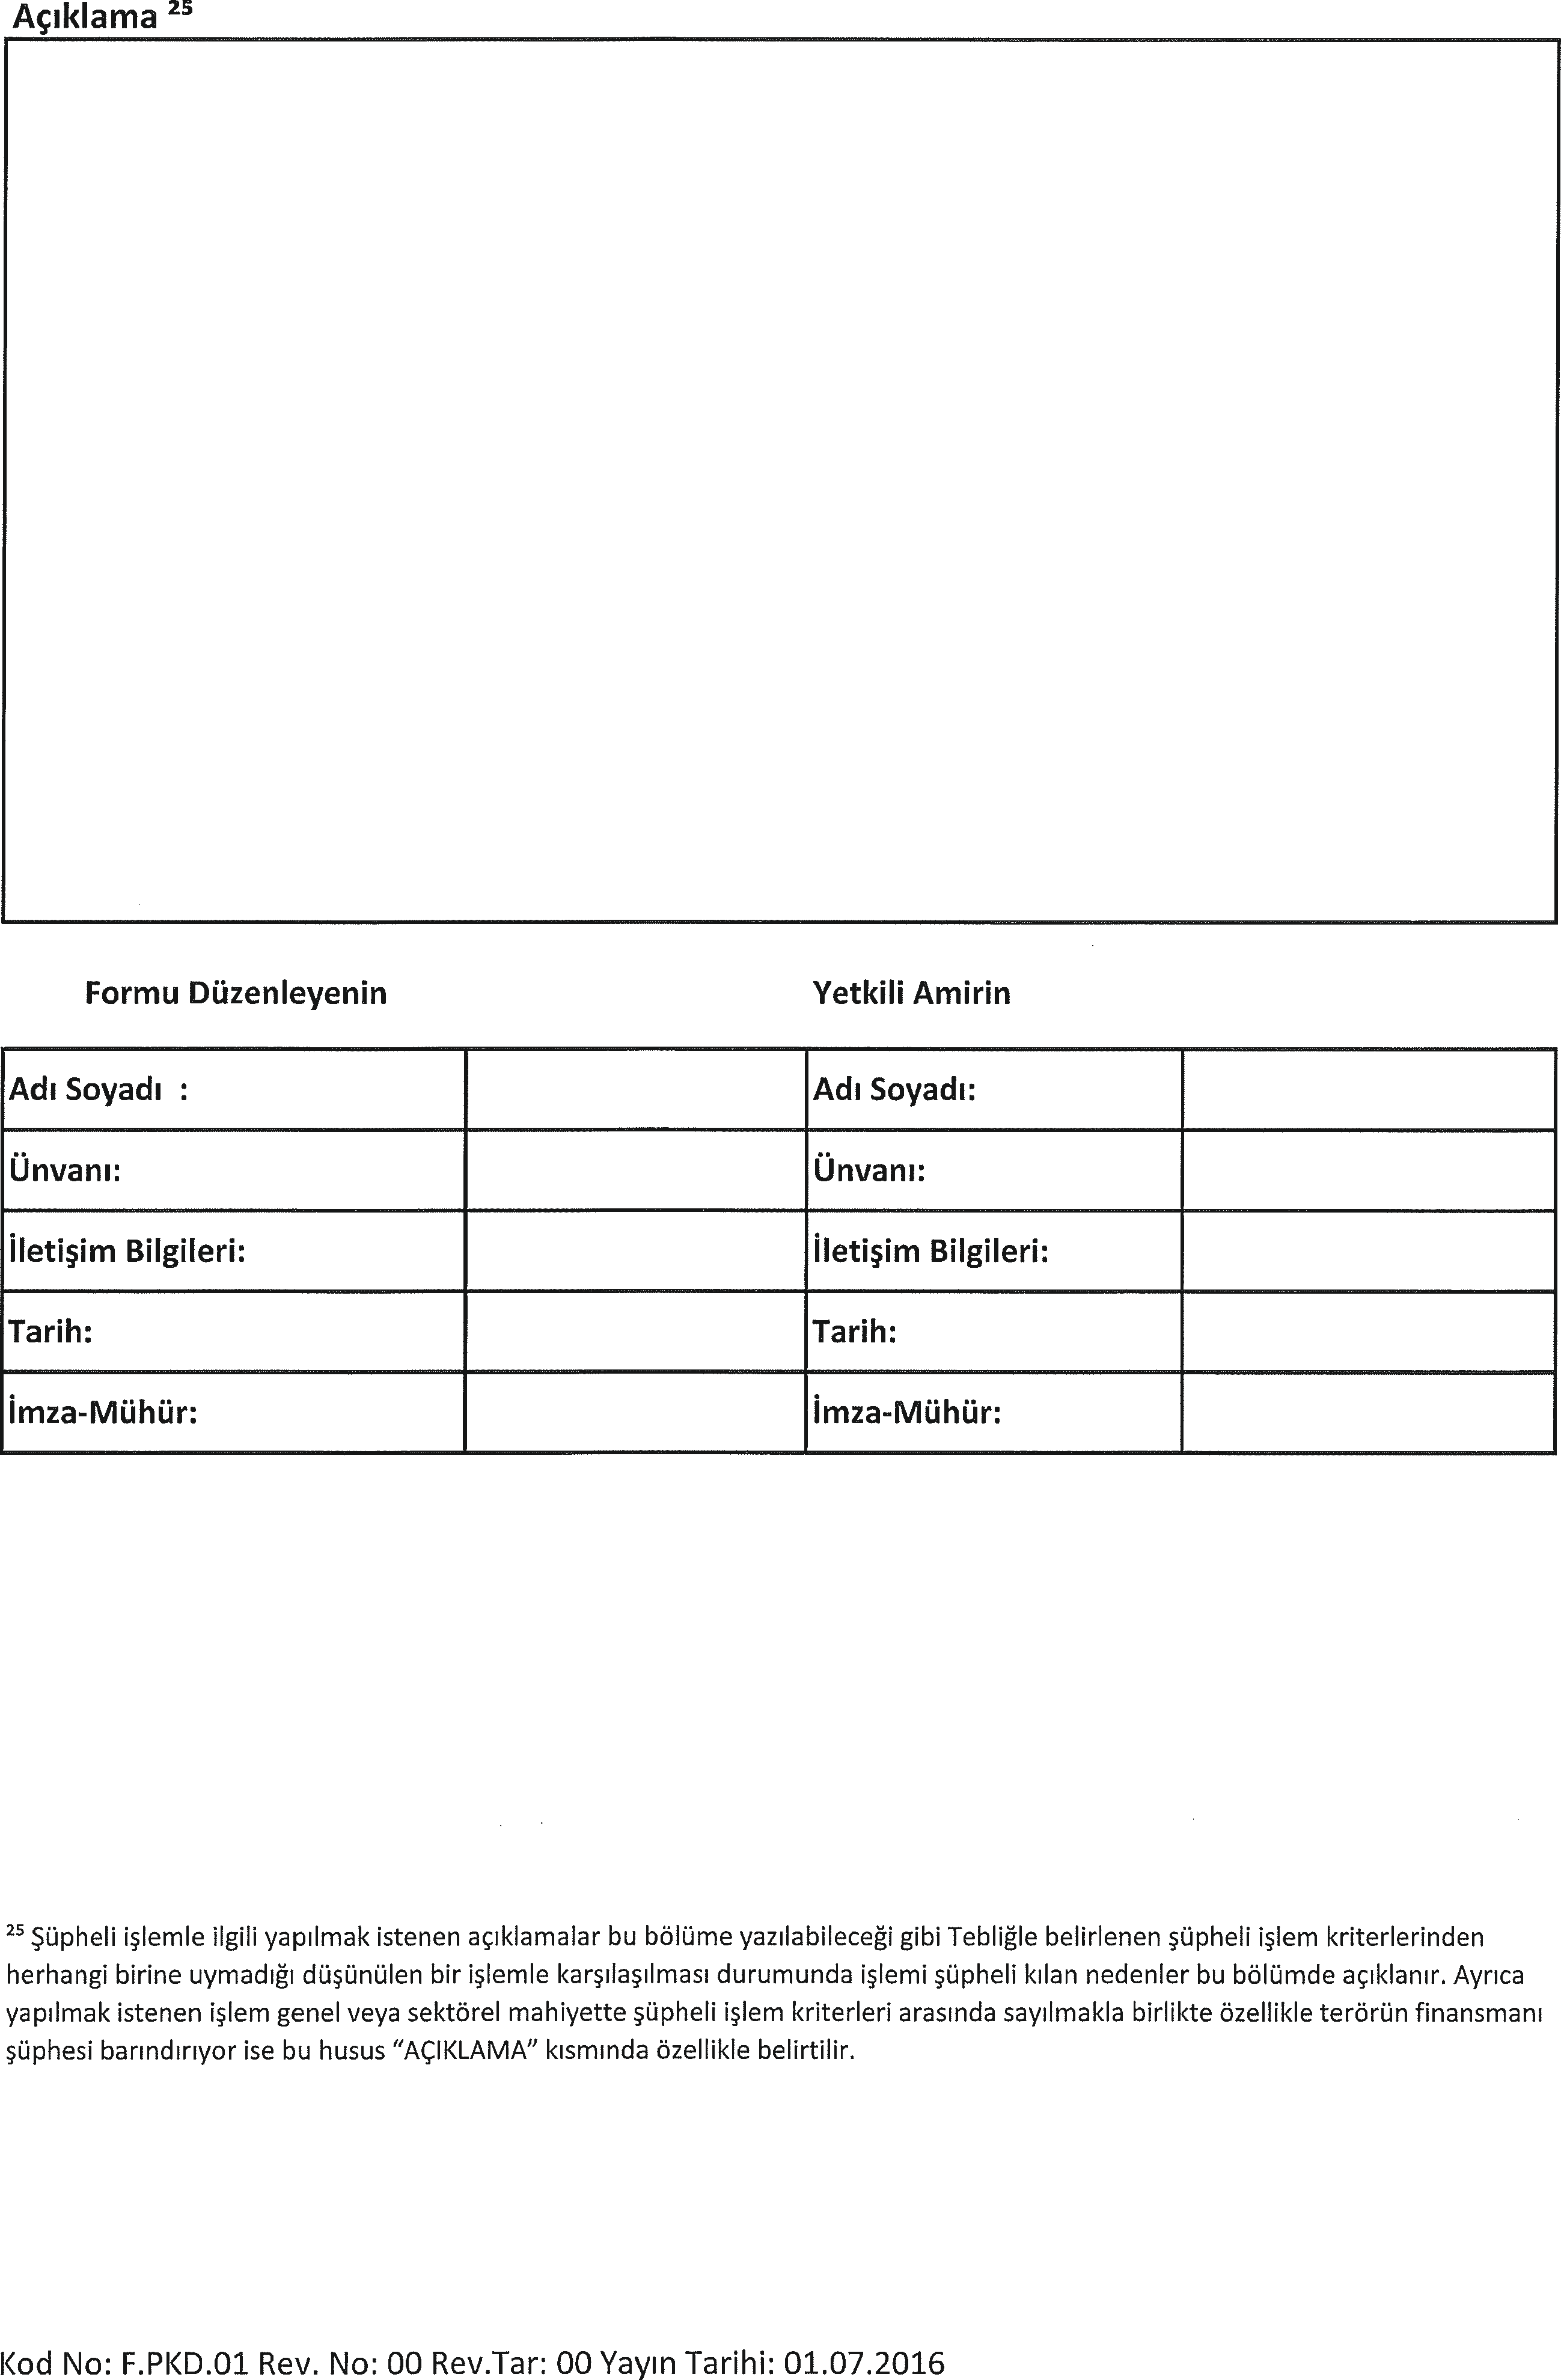 Açıklama 25
Formu Düzenleyenin Yetkili Amirin
Adı Soyadı : Adı Soyadı:
Ünvanı: Ünvanı:
İletişim Bilgileri: İletişim Bilgileri:
Tarih: Tarih:
İmza-Mühür: İmza-Mühür:
25 Şüpheli işlemle ilgili yapılmak istenen açıklamalar bu bölüme yazılabileceği gibi Tebliğle belirlenen şüpheli işlem kriterlerinden
herhangi birine uymadığı düşünülen bir işlemle karşılaşılması durumunda işlemi şüpheli kılan nedenler bu bölümde açıklanır. Ayrıca
yapılmak istenen işlem genel veya sektörel mahiyette şüpheli işlem kriterleri arasında sayılmakla birlikte özellikle terörün finansmanı
şüphesi barındırıyor ise bu husus “AÇIKLAMA” kısmında özellikle belirtilir.
Kod No: F.PKD.01 Rev. No: 00 Rev.Tar: 00 Yayın Tarihi: 01.07.2016